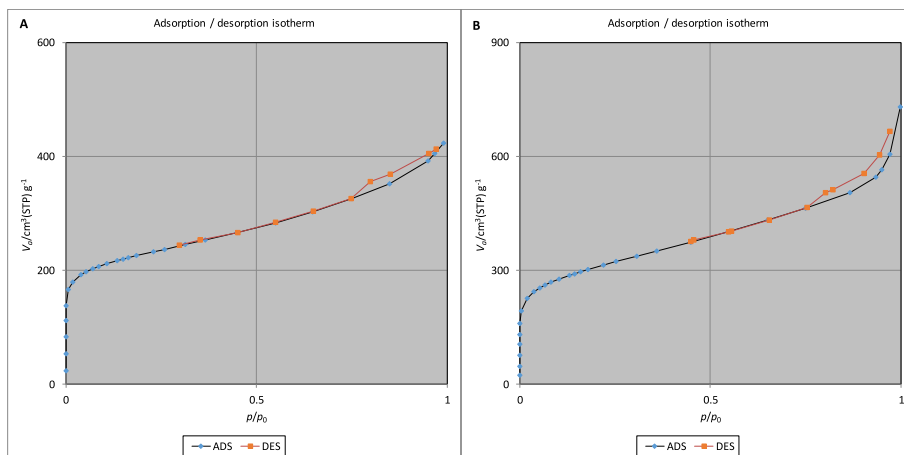 A
Adsorption / desorption isotherm
600
400
200
0
0
0.5
1
Vₐ/cm³(STP) g⁻¹
p/p₀
ADS
DES
B
Adsorption / desorption isotherm
900
600
300
0
0
0.5
1
Vₐ/cm³(STP) g⁻¹
p/p₀
ADS
DES